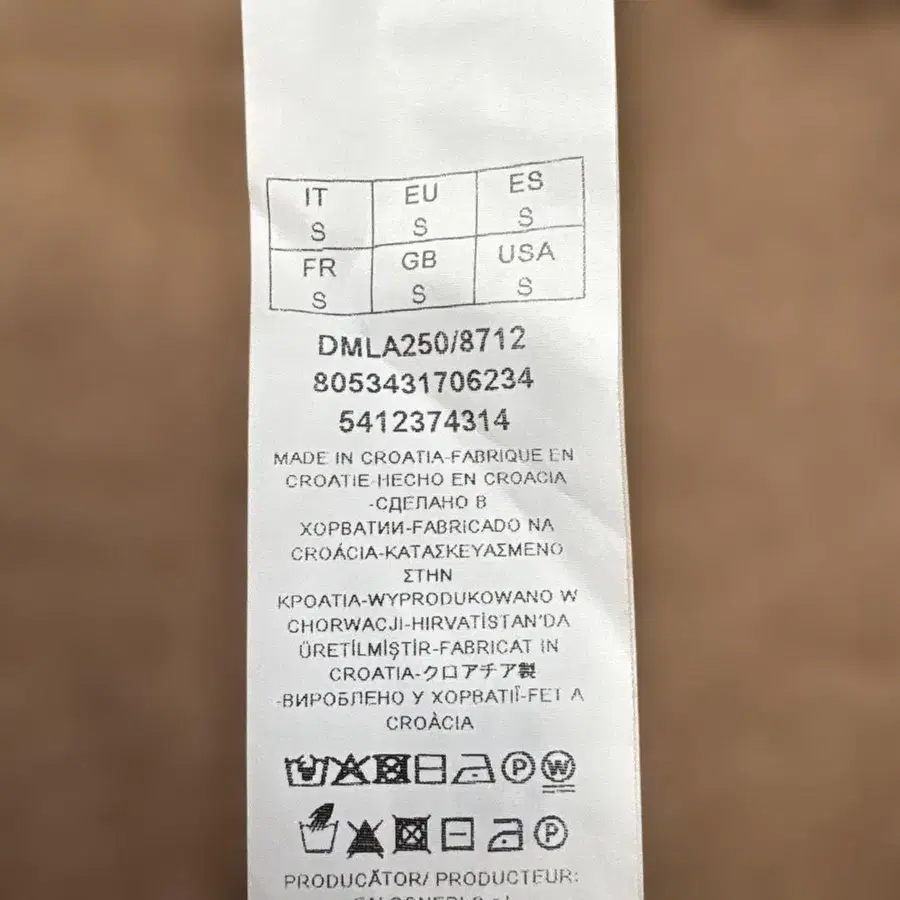 IT EU ES
S S S
FR GB USA
S S S
DMLA250/8712
8053431706234
5412374314
MADE IN CROATIA-FABRIQUE EN
CROATIE-HECHO EN CROACIA
-СДЕЛАНО В
ХОРВАТИИ-FABRICADO NA
CROÁCIA-ΚΑΤΑΣΚΕΥΑΣΜΕΝΟ
ΣΤΗΝ
ΚΡΟΑΤΙΑ-WYPRODUKOWANO W
CHORWACJI-HIRVATİSTAN'DA
ÜRETİLMİŞTİR-FABRICAT IN
CROATIA-クロアチア製
-ВИРОБЛЕНО У ХОРВАТІЇ-FET A
CROÀCIA
P W
P
PRODUCĂTOR/ PRODUCTEUR: